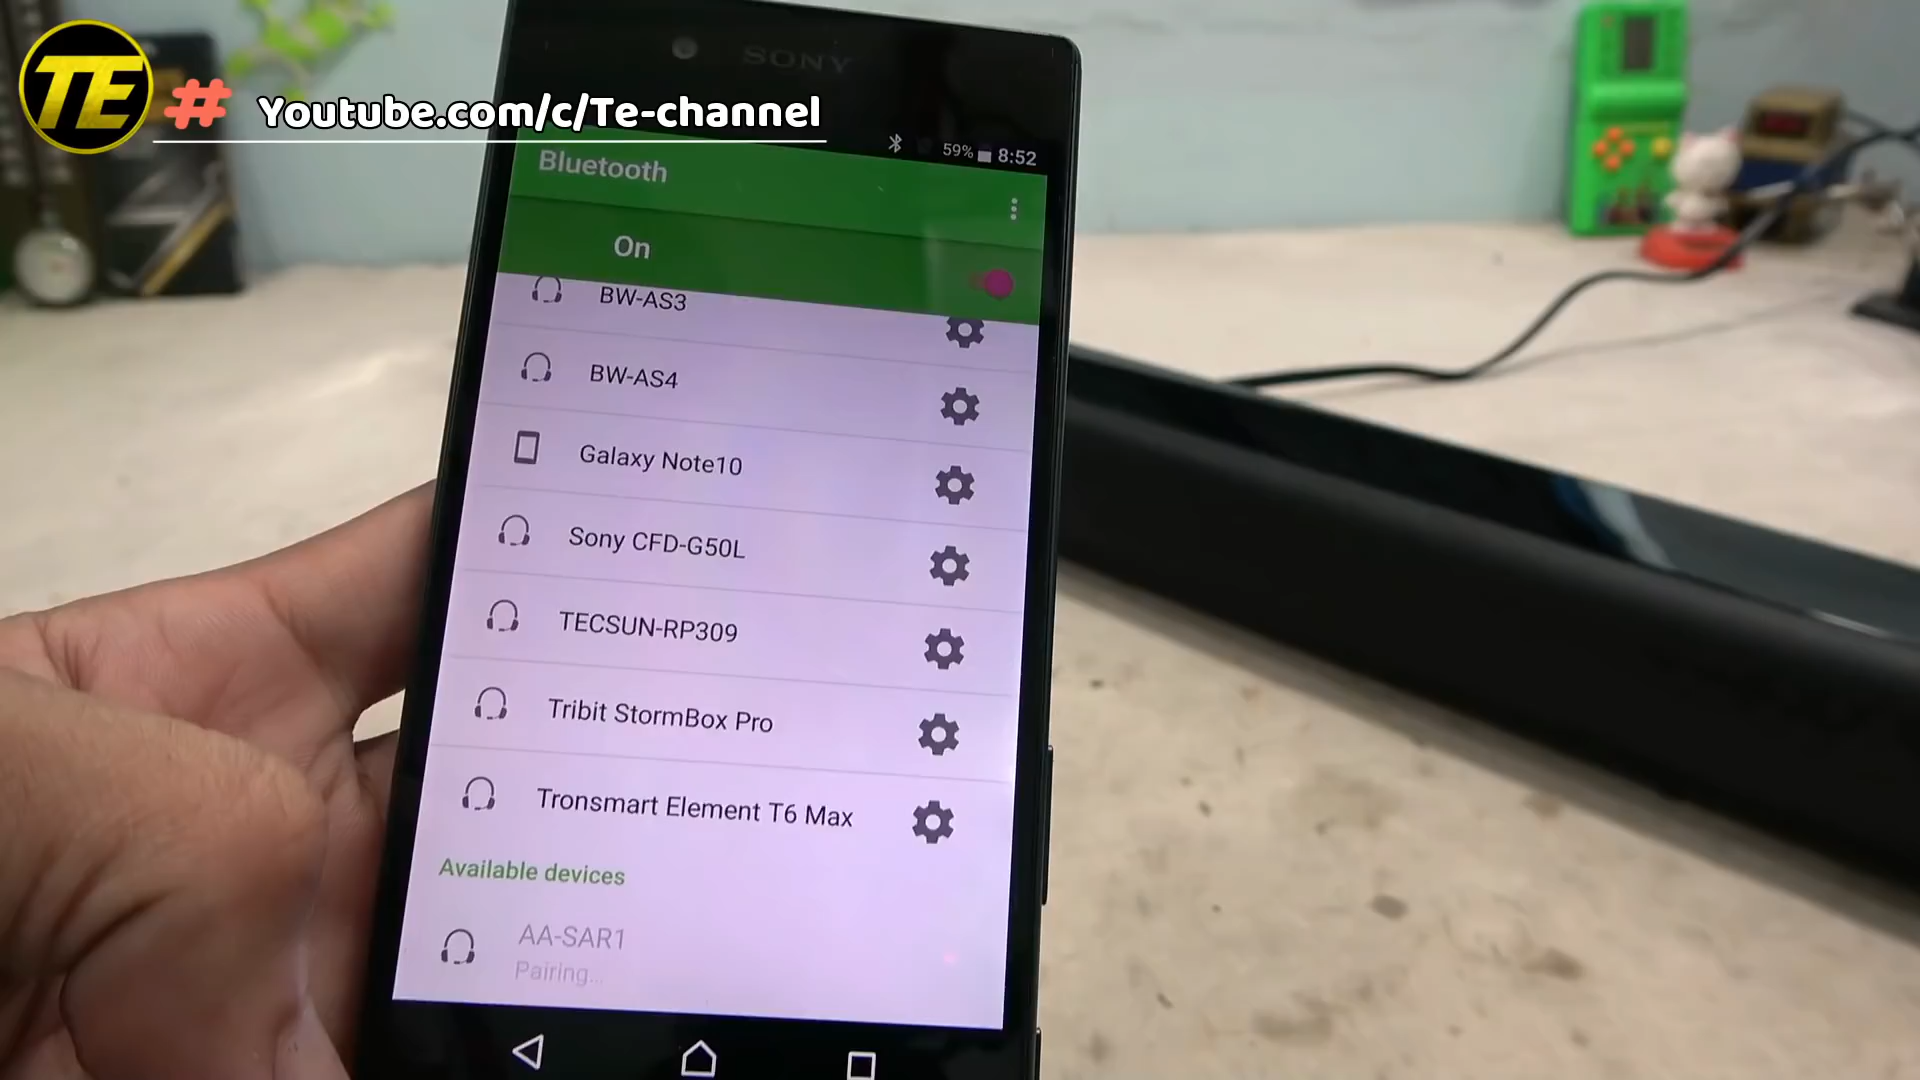 TE
# Youtube.com/c/Te-channel
SONY
59% 8:52
Bluetooth
On
BW-AS3
BW-AS4
Galaxy Note10
Sony CFD-G50L
TECSUN-RP309
Tribit StormBox Pro
Tronsmart Element T6 Max
Available devices
AA-SAR1
Pairing...